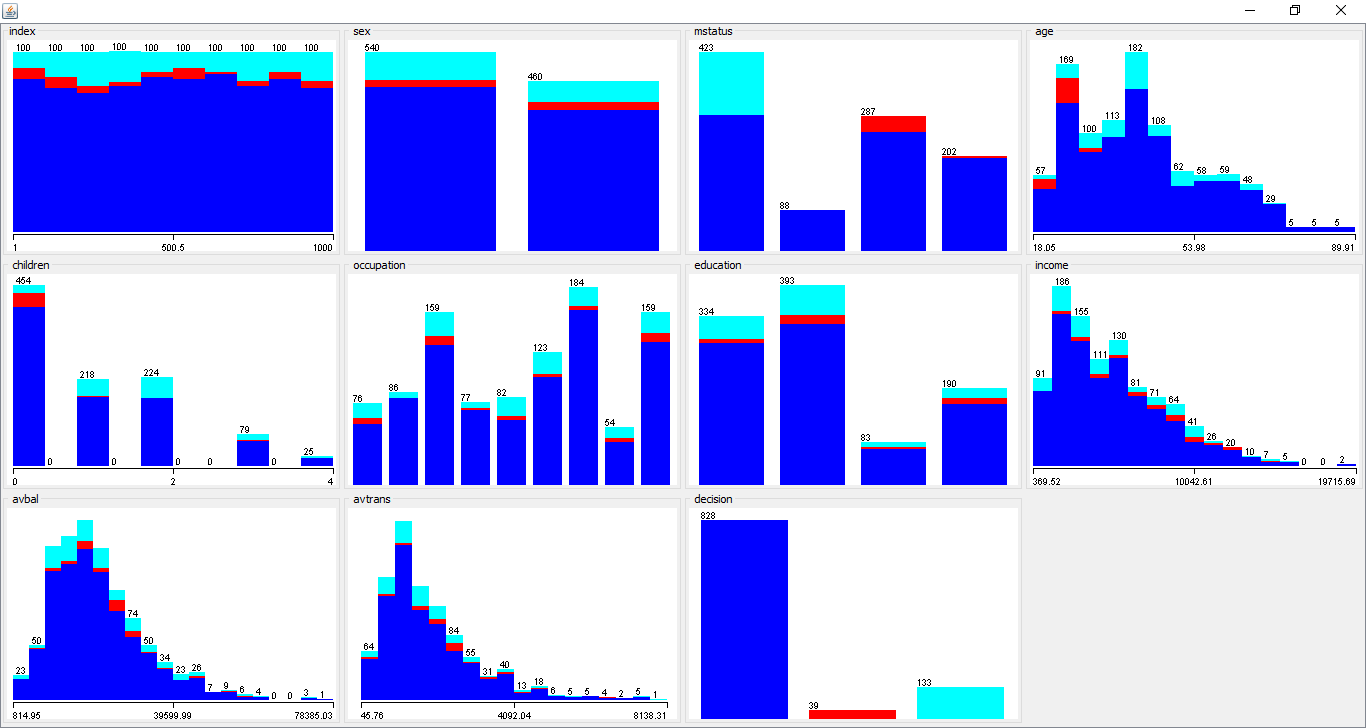 index
100 100 100 100 100 100 100 100 100 100
1 500.5 1000
sex
540
460
mstatus
423
88
287
202
age
57 169 100 113 182 108 62 58 59 48 29 5 5 5
18.05 53.98 89.91
children
454 0 218 0 224 0 0 79 0 25
0 2 4
occupation
76 86 159 77 82 123 184 54 159
education
334
393
83
190
income
91 186 155 111 130 81 71 64 41 26 20 10 7 5 0 0 2
369.52 10042.61 19715.69
avbal
23 50 74 50 34 23 26 7 9 6 4 0 0 3 1
814.95 39599.99 78385.03
avtrans
64 84 55 31 40 13 18 6 5 5 4 2 5 1
45.76 4092.04 8138.31
decision
828
39
133